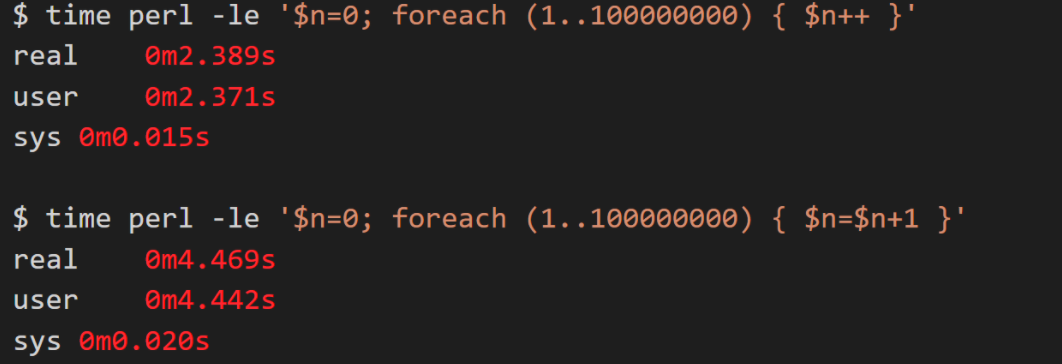 $ time perl -le '$n=0; foreach (1..100000000) { $n++ }'
real    0m2.389s
user    0m2.371s
sys 0m0.015s

$ time perl -le '$n=0; foreach (1..100000000) { $n=$n+1 }'
real    0m4.469s
user    0m4.442s
sys 0m0.020s